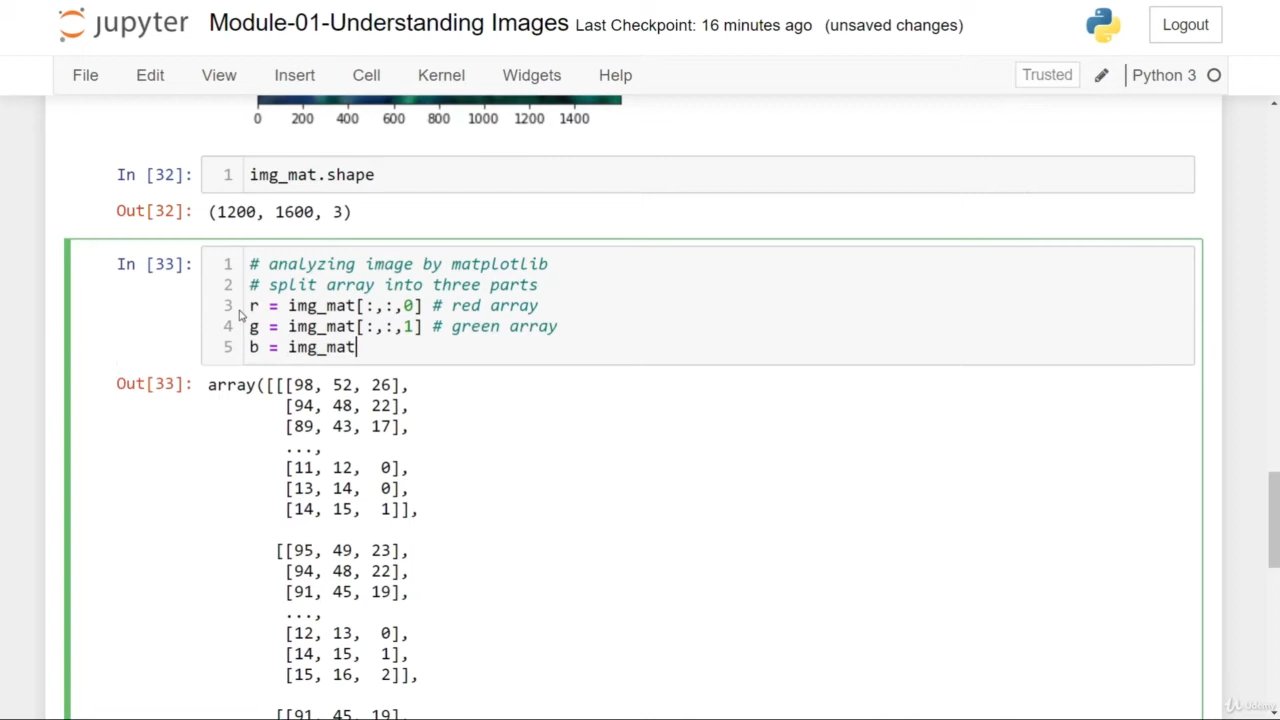 jupyter Module-01-Understanding Images Last Checkpoint: 16 minutes ago (unsaved changes) Logout
File Edit View Insert Cell Kernel Widgets Help Trusted Python 3
0 200 400 600 800 1000 1200 1400
In [32]: 1 img_mat.shape
Out[32]: (1200, 1600, 3)
In [33]: 1 # analyzing image by matplotlib
2 # split array into three parts
3 r = img_mat[:,:,0] # red array
4 g = img_mat[:,:,1] # green array
5 b = img_mat
Out[33]: array([[[98, 52, 26],
[94, 48, 22],
[89, 43, 17],
...,
[11, 12, 0],
[13, 14, 0],
[14, 15, 1]],
[[95, 49, 23],
[94, 48, 22],
[91, 45, 19],
...,
[12, 13, 0],
[14, 15, 1],
[15, 16, 2]],
[[91, 45, 19],
Udemy